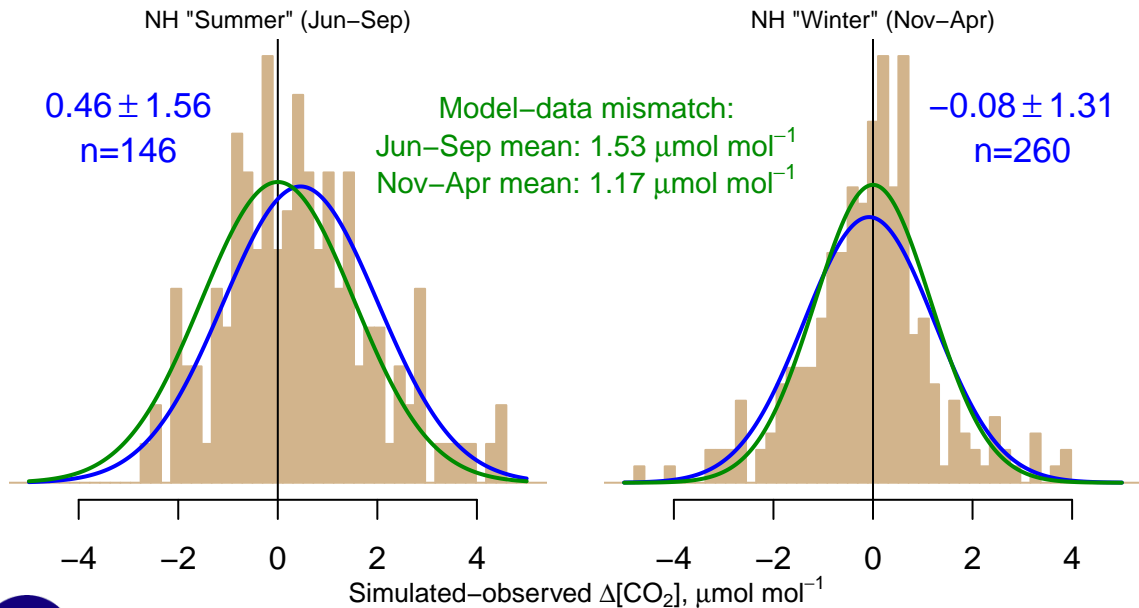 NH "Summer" (Jun−Sep)
0.46 ± 1.56
n=146
Model−data mismatch:
Jun−Sep mean: 1.53 μmol mol⁻¹
Nov−Apr mean: 1.17 μmol mol⁻¹
NH "Winter" (Nov−Apr)
−0.08 ± 1.31
n=260
−4 −2 0 2 4
−4 −2 0 2 4
Simulated−observed Δ[CO₂], μmol mol⁻¹